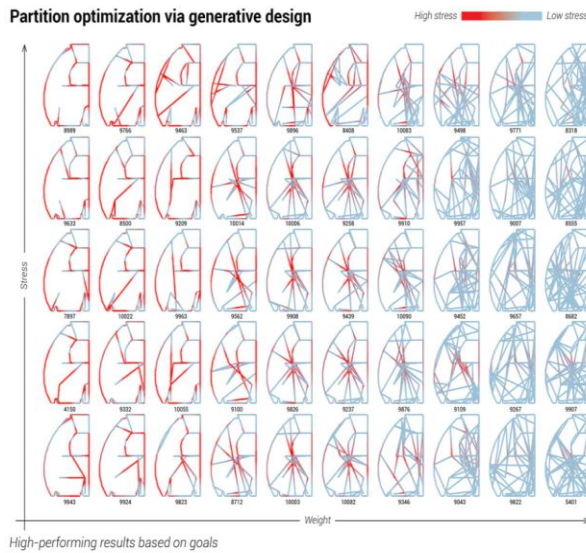 Partition optimization via generative design
High stress Low stress
8989 9766 9463 9537 9896 8408 10083 9498 9771 8318
9633 8500 9209 10014 10006 9258 9910 9957 9007 8555
Stress
7897 10022 9963 9562 9908 9439 10090 9452 9657 8682
4150 9332 10055 9100 9826 9237 9876 9109 9267 9907
9943 9924 9823 8712 10003 10082 9346 9043 9822 5401
Weight
High-performing results based on goals